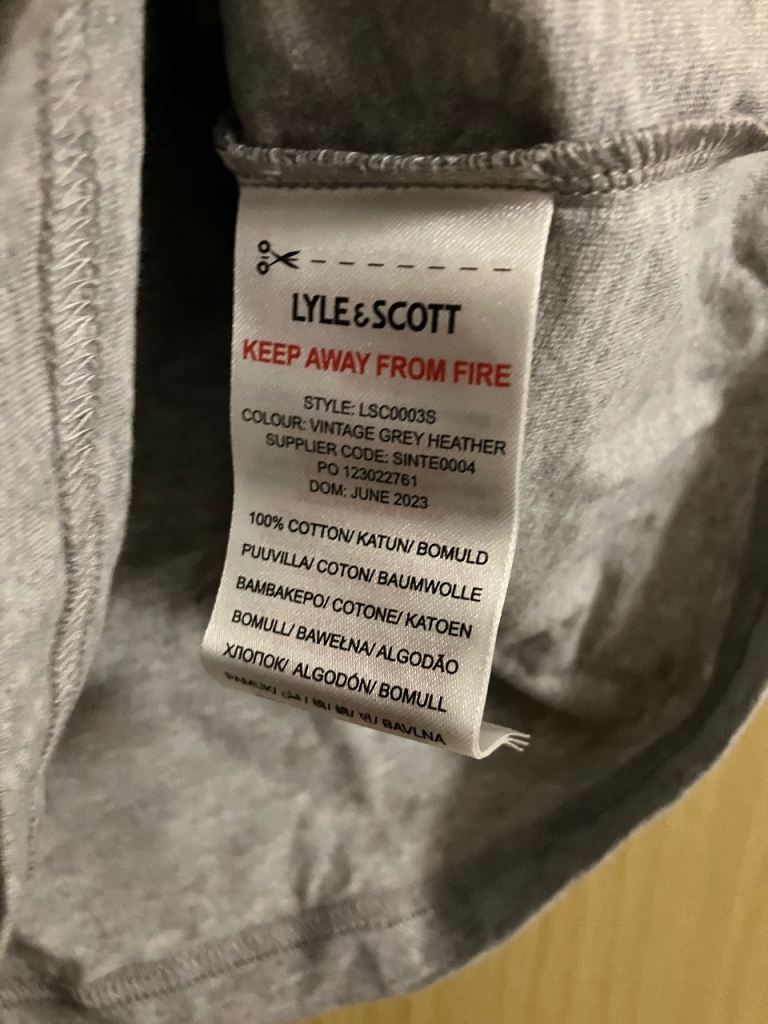 LYLE & SCOTT
KEEP AWAY FROM FIRE
STYLE: LSC0003S
COLOUR: VINTAGE GREY HEATHER
SUPPLIER CODE: SINTE0004
PO 123022761
DOM: JUNE 2023
100% COTTON/ KATUN/ BOMULD
PUUVILLA/ COTON/ BAUMWOLLE
BAMBAKEPO/ COTONE/ KATOEN
BOMULL/ BAWEŁNA/ ALGODÃO
ХЛОПОК/ ALGODÓN/ BOMULL
PAMUK/ BAVLNA